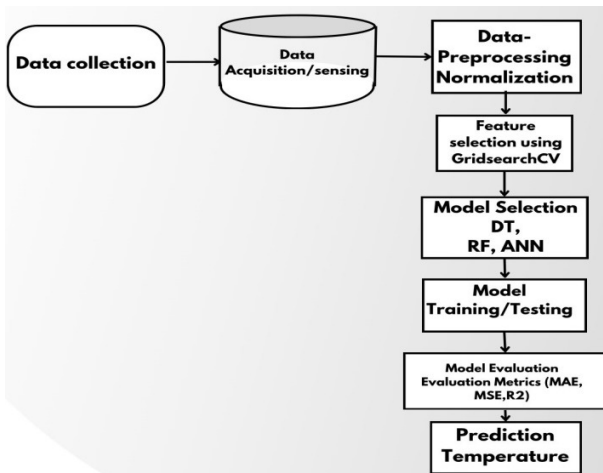 Data collection
Data
Acquisition/sensing
Data-
Preprocessing
Normalization
Feature
selection using
GridsearchCV
Model Selection
DT,
RF, ANN
Model
Training/Testing
Model Evaluation
Evaluation Metrics (MAE,
MSE,R2)
Prediction
Temperature